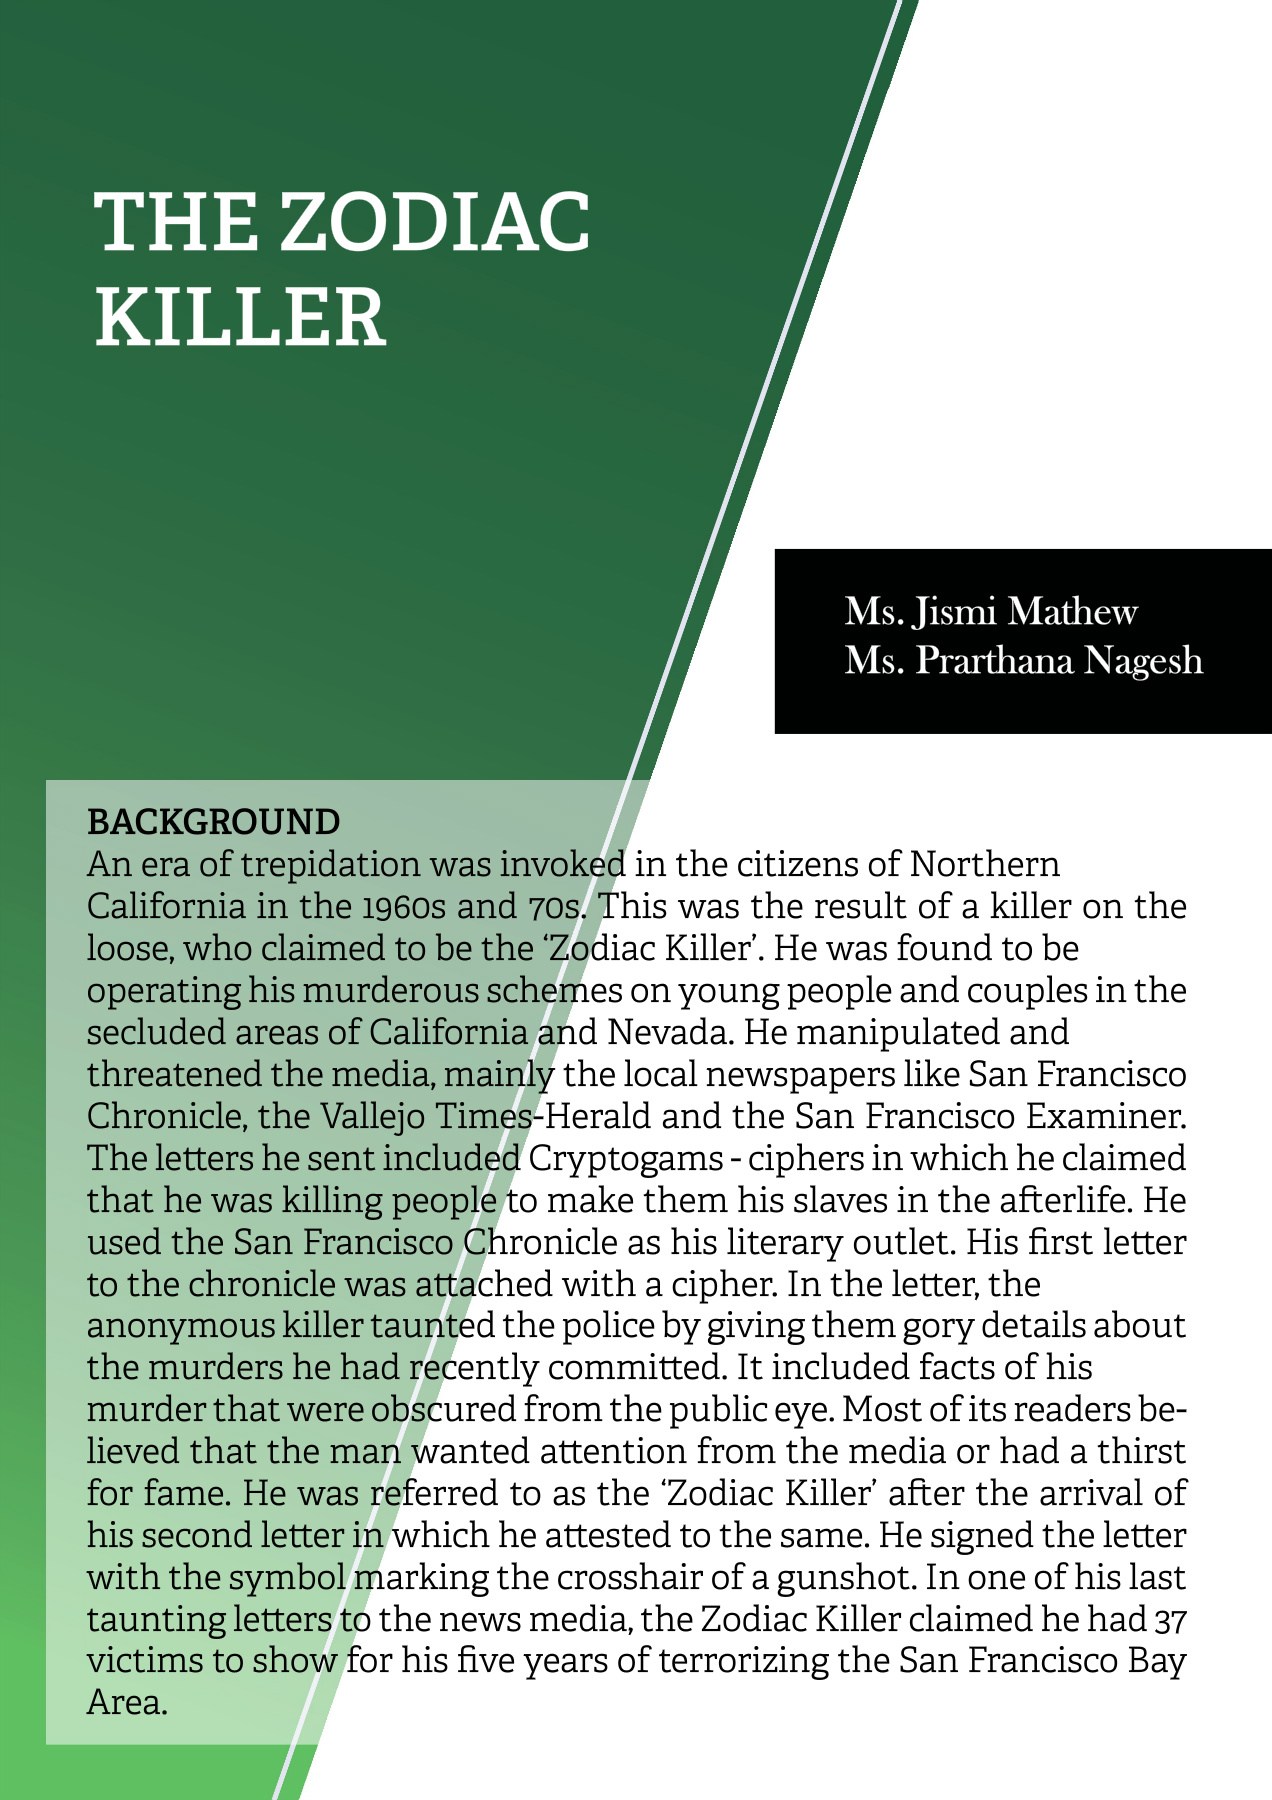 THE ZODIAC
KILLER
Ms. Jismi Mathew
Ms. Prarthana Nagesh
BACKGROUND
An era of trepidation was invoked in the citizens of Northern
California in the 1960s and 70s. This was the result of a killer on the
loose, who claimed to be the ‘Zodiac Killer’. He was found to be
operating his murderous schemes on young people and couples in the
secluded areas of California and Nevada. He manipulated and
threatened the media, mainly the local newspapers like San Francisco
Chronicle, the Vallejo Times-Herald and the San Francisco Examiner.
The letters he sent included Cryptogams - ciphers in which he claimed
that he was killing people to make them his slaves in the afterlife. He
used the San Francisco Chronicle as his literary outlet. His first letter
to the chronicle was attached with a cipher. In the letter, the
anonymous killer taunted the police by giving them gory details about
the murders he had recently committed. It included facts of his
murder that were obscured from the public eye. Most of its readers be-
lieved that the man wanted attention from the media or had a thirst
for fame. He was referred to as the ‘Zodiac Killer’ after the arrival of
his second letter in which he attested to the same. He signed the letter
with the symbol marking the crosshair of a gunshot. In one of his last
taunting letters to the news media, the Zodiac Killer claimed he had 37
victims to show for his five years of terrorizing the San Francisco Bay
Area.